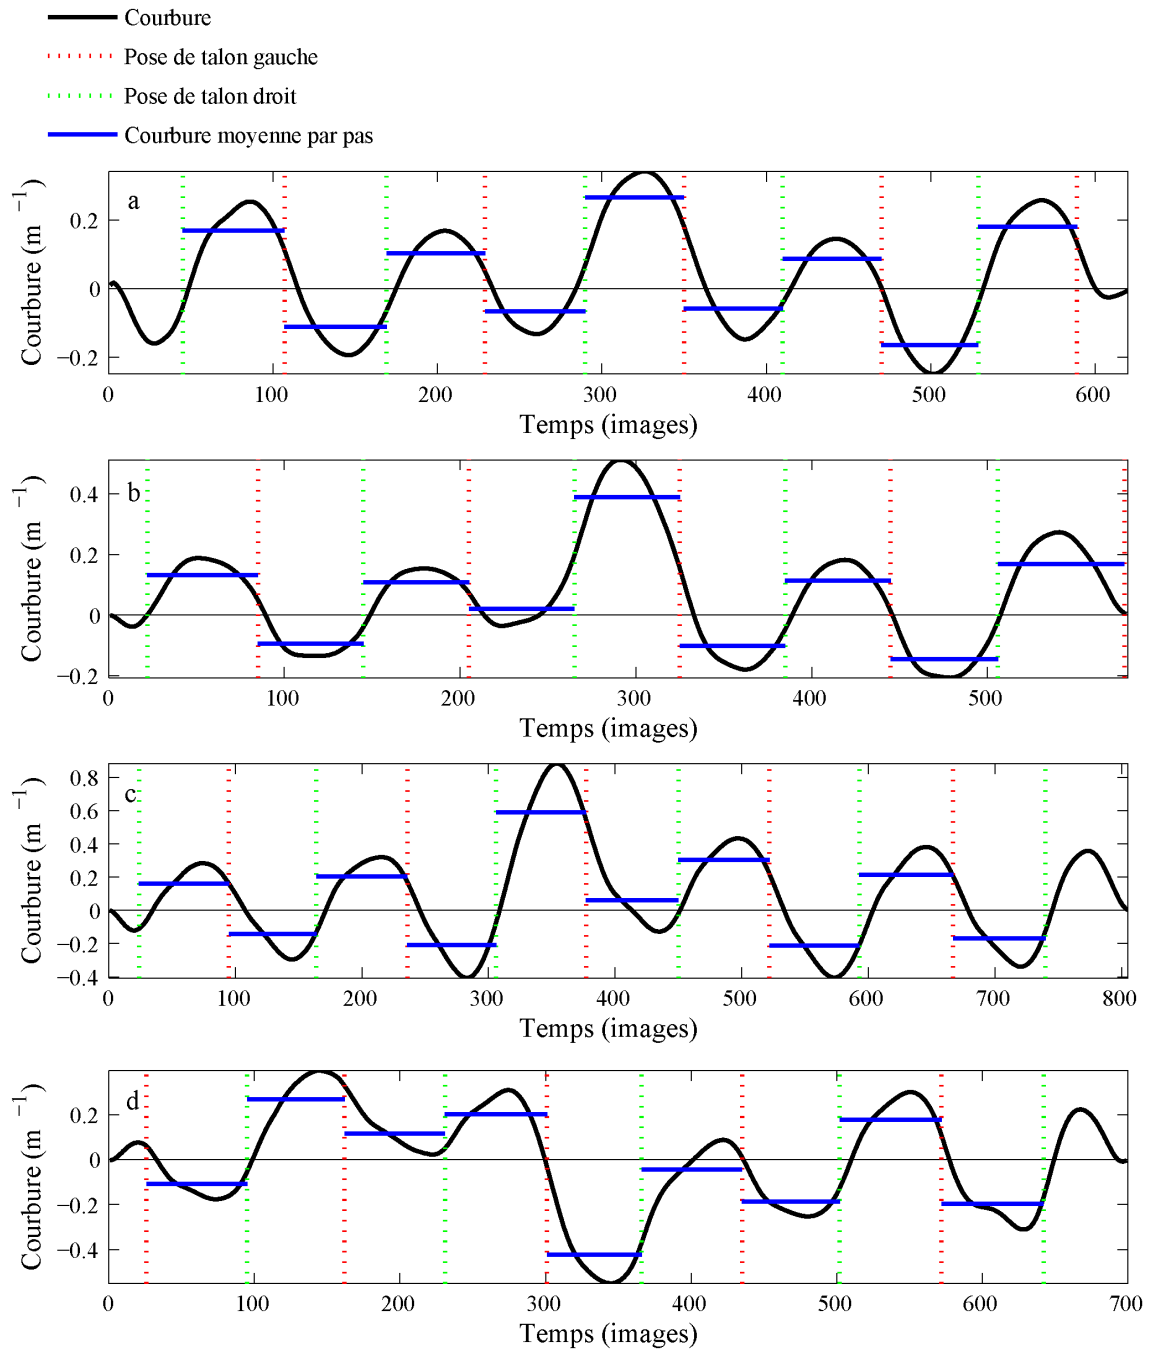 Courbure
Pose de talon gauche
Pose de talon droit
Courbure moyenne par pas
a
Courbure (m⁻¹)
0.2
0
−0.2
0 100 200 300 400 500 600
Temps (images)
b
Courbure (m⁻¹)
0.4
0.2
0
−0.2
0 100 200 300 400 500
Temps (images)
c
Courbure (m⁻¹)
0.8
0.6
0.4
0.2
0
−0.2
−0.4
0 100 200 300 400 500 600 700 800
Temps (images)
d
Courbure (m⁻¹)
0.2
0
−0.2
−0.4
0 100 200 300 400 500 600 700
Temps (images)